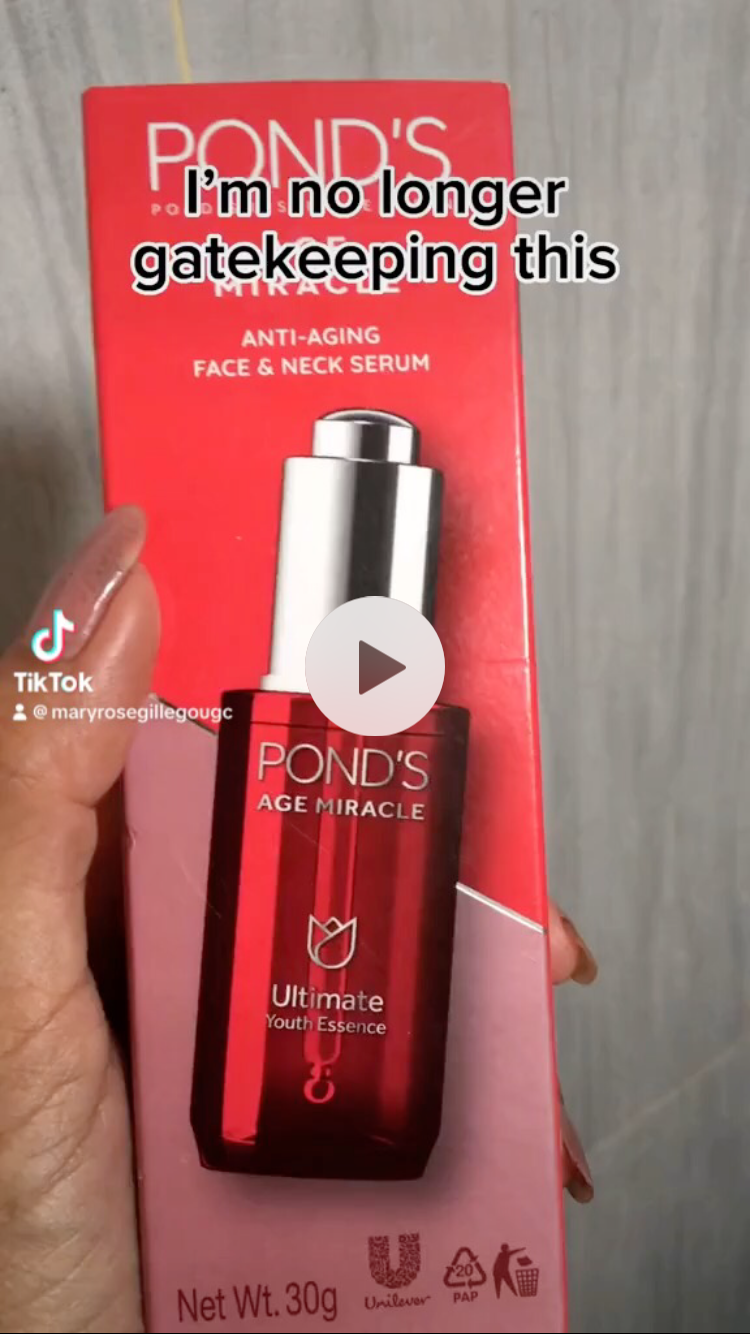 POND'S
I'm no longer
gatekeeping this
MIRACLE
ANTI-AGING
FACE & NECK SERUM
TikTok
@maryrosegillegougc
POND'S
AGE MIRACLE
Ultimate
Youth Essence
Net Wt. 30g
Unilever
20
PAP